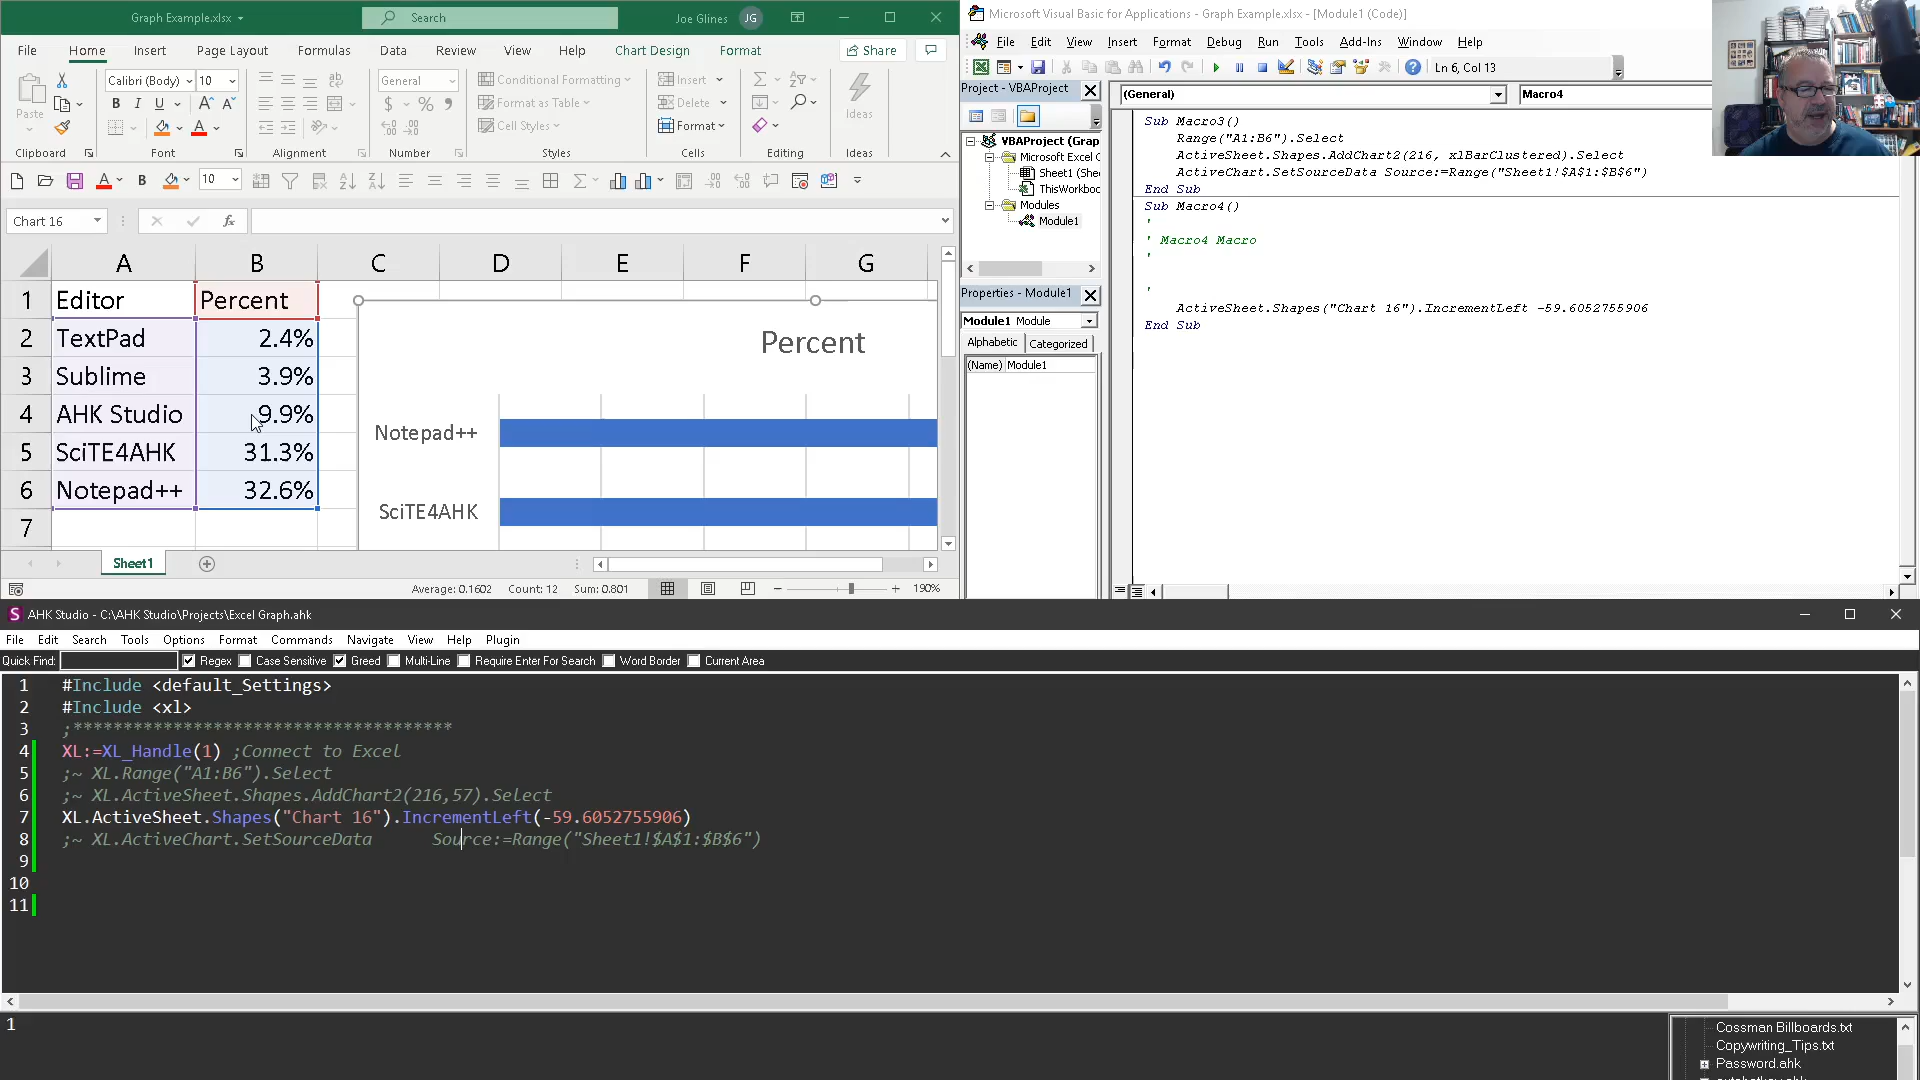 Graph Example.xlsx
Search
Joe Glines
JG
File Home Insert Page Layout Formulas Data Review View Help Chart Design Format
Share
Paste
Calibri (Body) 10
B I U
General
$ % 9
Conditional Formatting
Format as Table
Cell Styles
Insert
Delete
Format
Ideas
Clipboard Font Alignment Number Styles Cells Editing Ideas
10
Chart 16
fx
A B C D E F G
1 Editor Percent
2 TextPad 2.4%
3 Sublime 3.9%
4 AHK Studio 9.9%
5 SciTE4AHK 31.3%
6 Notepad++ 32.6%
7
Percent
Notepad++
SciTE4AHK
Sheet1
Average: 0.1602 Count: 12 Sum: 0.801 190%
Microsoft Visual Basic for Applications - Graph Example.xlsx - [Module1 (Code)]
File Edit View Insert Format Debug Run Tools Add-Ins Window Help
Ln 6, Col 13
Project - VBAProject
VBAProject (Grap
Microsoft Excel O
Sheet1 (Shee
ThisWorkboo
Modules
Module1
Properties - Module1
Module1 Module
Alphabetic Categorized
(Name) Module1
(General) Macro4
Sub Macro3()
Range("A1:B6").Select
ActiveSheet.Shapes.AddChart2(216, xlBarClustered).Select
ActiveChart.SetSourceData Source:=Range("Sheet1!$A$1:$B$6")
End Sub
Sub Macro4()
'
' Macro4 Macro
'
'
ActiveSheet.Shapes("Chart 16").IncrementLeft -59.6052755906
End Sub
S AHK Studio - C:\AHK Studio\Projects\Excel Graph.ahk
File Edit Search Tools Options Format Commands Navigate View Help Plugin
Quick Find: Regex Case Sensitive Greed Multi-Line Require Enter For Search Word Border Current Area
1 #Include <default_Settings>
2 #Include <xl>
3 ;**************************************
4 XL:=XL_Handle(1) ;Connect to Excel
5 ;~ XL.Range("A1:B6").Select
6 ;~ XL.ActiveSheet.Shapes.AddChart2(216,57).Select
7 XL.ActiveSheet.Shapes("Chart 16").IncrementLeft(-59.6052755906)
8 ;~ XL.ActiveChart.SetSourceData Source:=Range("Sheet1!$A$1:$B$6")
9
10
11
1
Cossman Billboards.txt
Copywriting_Tips.txt
Password.ahk